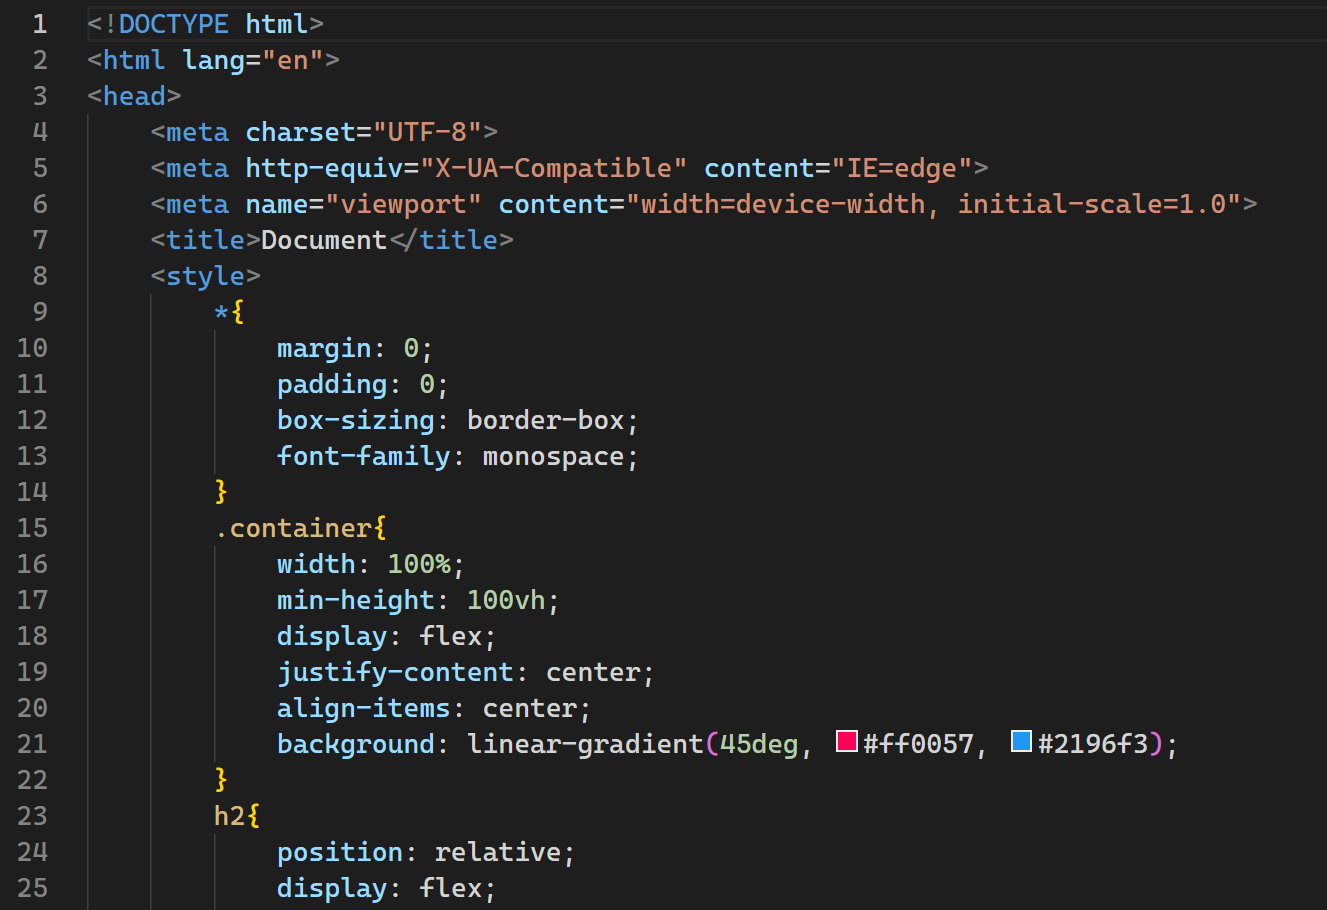 1 <!DOCTYPE html>
2 <html lang="en">
3 <head>
4     <meta charset="UTF-8">
5     <meta http-equiv="X-UA-Compatible" content="IE=edge">
6     <meta name="viewport" content="width=device-width, initial-scale=1.0">
7     <title>Document</title>
8     <style>
9         *{
10             margin: 0;
11             padding: 0;
12             box-sizing: border-box;
13             font-family: monospace;
14         }
15         .container{
16             width: 100%;
17             min-height: 100vh;
18             display: flex;
19             justify-content: center;
20             align-items: center;
21             background: linear-gradient(45deg, #ff0057, #2196f3);
22         }
23         h2{
24             position: relative;
25             display: flex;